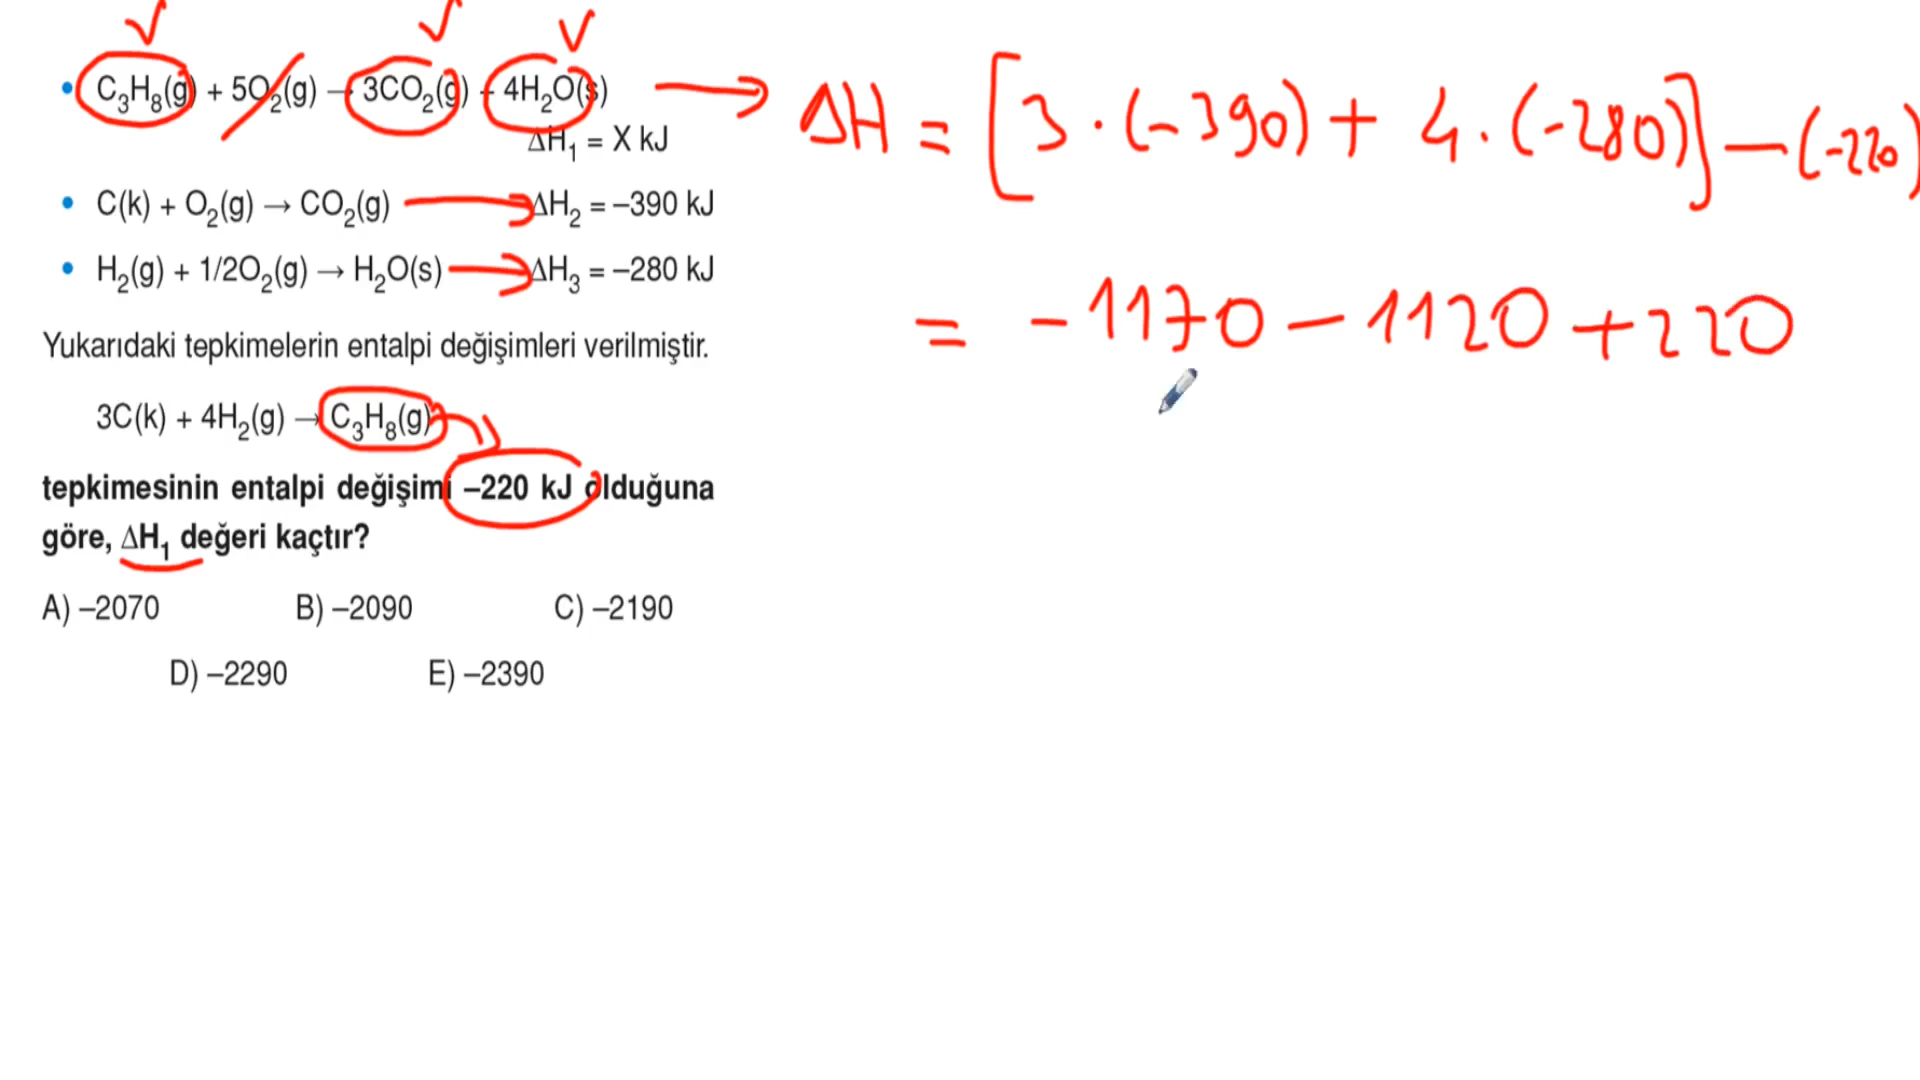 • C₃H₈(g) + 5O₂(g) → 3CO₂(g) + 4H₂O(s)
ΔH₁ = X kJ
• C(k) + O₂(g) → CO₂(g) ΔH₂ = –390 kJ
• H₂(g) + 1/2O₂(g) → H₂O(s) ΔH₃ = –280 kJ
Yukarıdaki tepkimelerin entalpi değişimleri verilmiştir.
3C(k) + 4H₂(g) → C₃H₈(g)
tepkimesinin entalpi değişimi –220 kJ olduğuna
göre, ΔH₁ değeri kaçtır?
A) –2070 B) –2090 C) –2190
D) –2290 E) –2390
ΔH = [3·(-390) + 4·(-280)] - (-220)
= -1170 - 1120 + 220